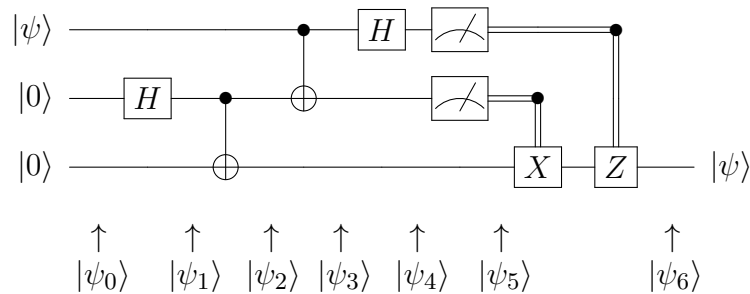 |ψ⟩ H
|0⟩ H
|0⟩ X Z |ψ⟩
↑ ↑ ↑ ↑ ↑ ↑ ↑
|ψ₀⟩ |ψ₁⟩ |ψ₂⟩ |ψ₃⟩ |ψ₄⟩ |ψ₅⟩ |ψ₆⟩